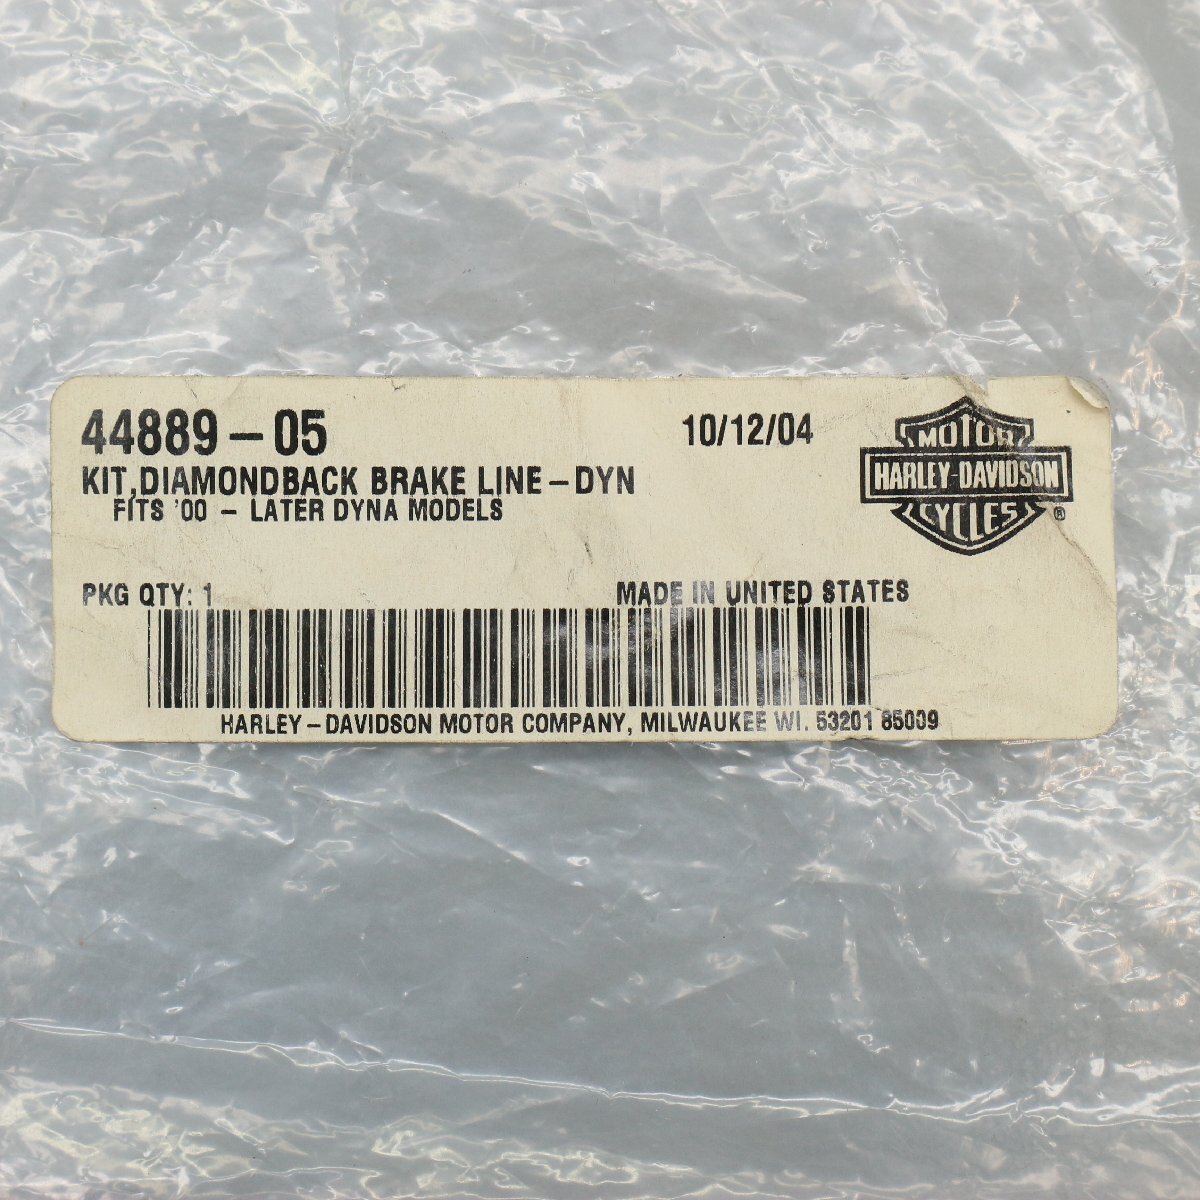 44889-05
10/12/04
KIT,DIAMONDBACK BRAKE LINE-DYN
FITS '00 - LATER DYNA MODELS
MOTOR
HARLEY-DAVIDSON
CYCLES
®
PKG QTY: 1
MADE IN UNITED STATES
HARLEY-DAVIDSON MOTOR COMPANY, MILWAUKEE WI. 53201 85009